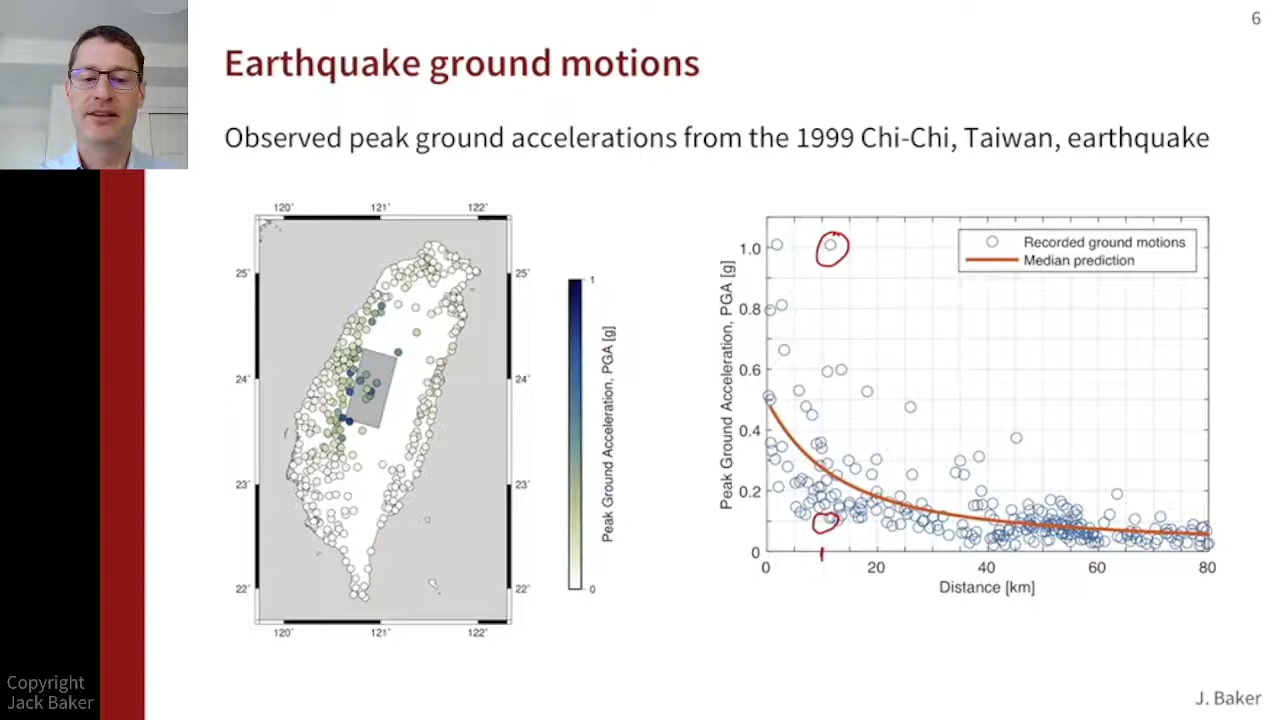 6
Earthquake ground motions
Observed peak ground accelerations from the 1999 Chi-Chi, Taiwan, earthquake
120˚ 121˚ 122˚
25˚ 25˚
24˚ 24˚
23˚ 23˚
22˚ 22˚
120˚ 121˚ 122˚
1
Peak Ground Acceleration, PGA [g]
0
Recorded ground motions
Median prediction
Peak Ground Acceleration, PGA [g]
1.0
0.8
0.6
0.4
0.2
0
0 20 40 60 80
Distance [km]
Copyright
Jack Baker
J. Baker